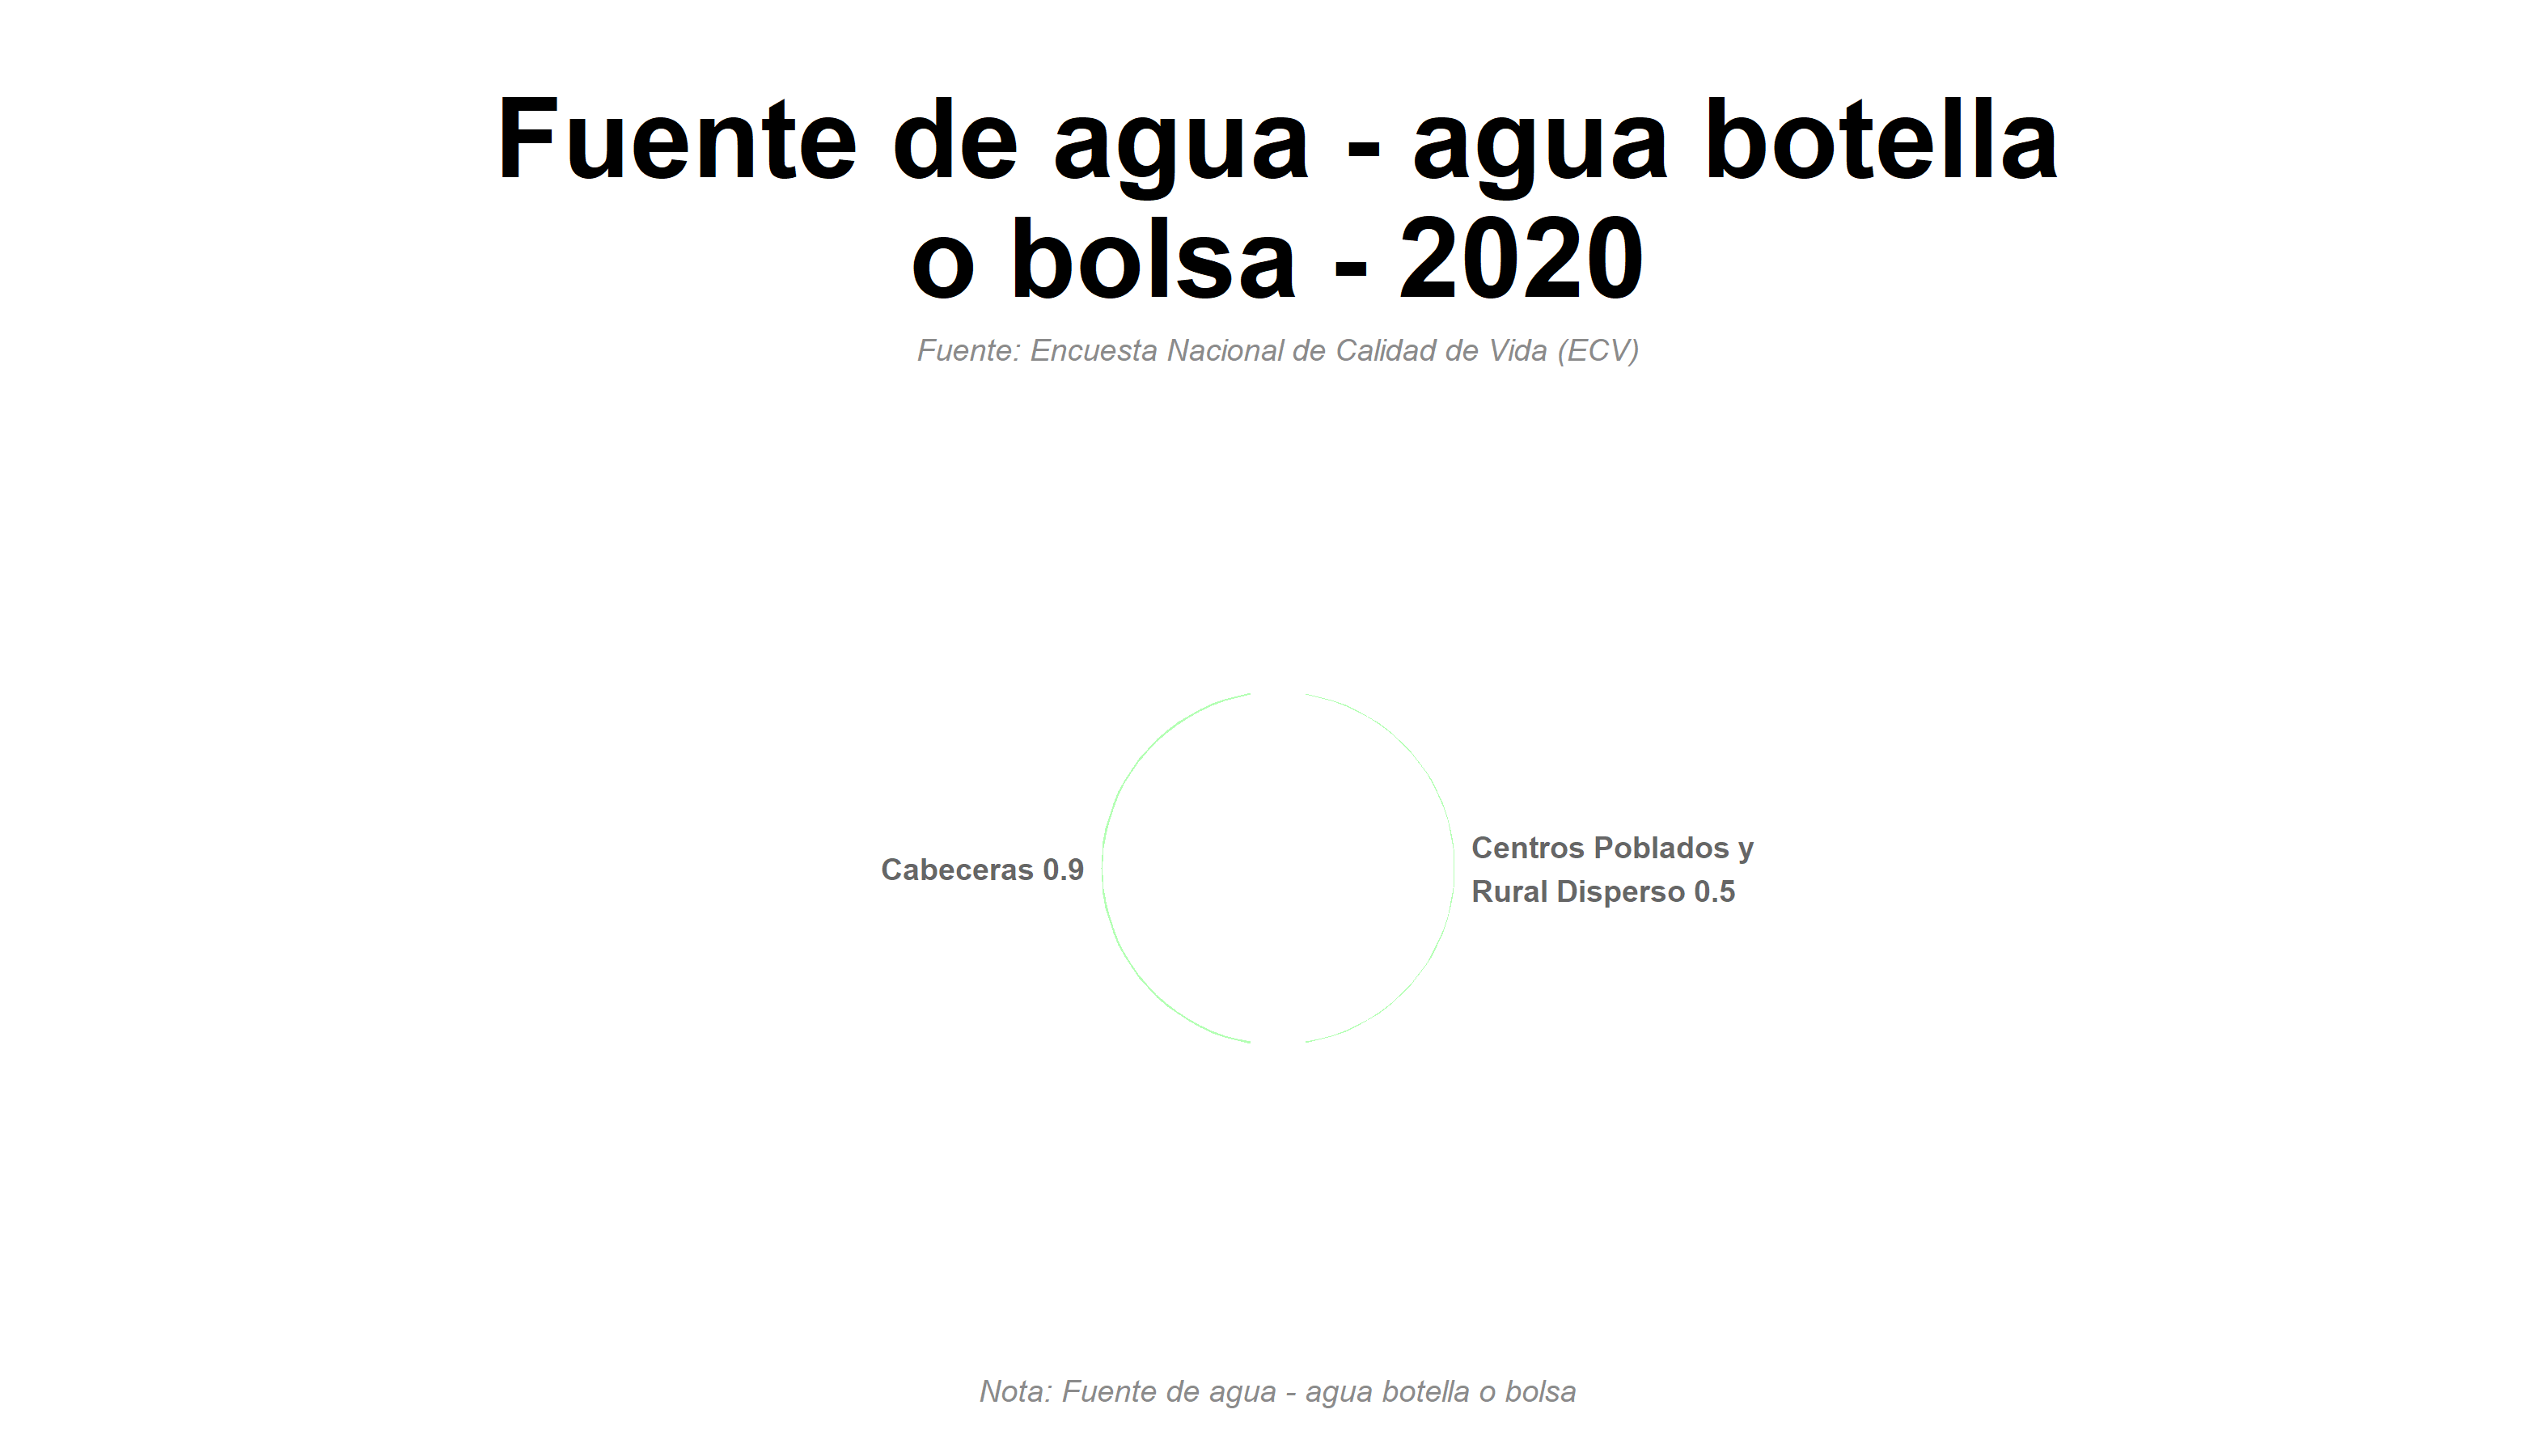 Fuente de agua - agua botella
o bolsa - 2020
Fuente: Encuesta Nacional de Calidad de Vida (ECV)
Cabeceras 0.9
Centros Poblados y
Rural Disperso 0.5
Nota: Fuente de agua - agua botella o bolsa